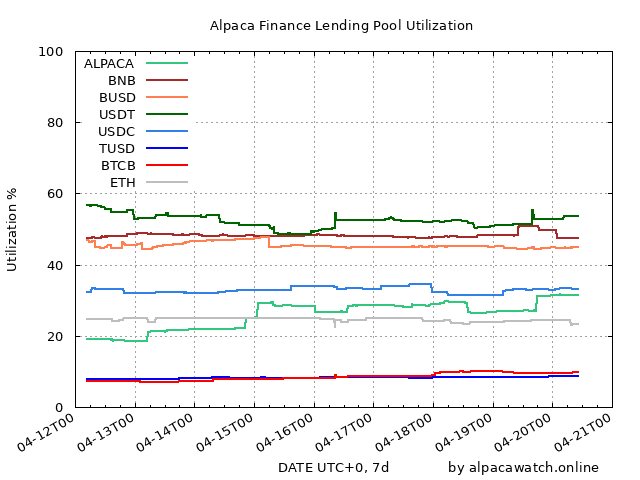 Alpaca Finance Lending Pool Utilization
100
80
60
40
20
0
Utilization %
ALPACA
BNB
BUSD
USDT
USDC
TUSD
BTCB
ETH
04-12T00
04-13T00
04-14T00
04-15T00
04-16T00
04-17T00
04-18T00
04-19T00
04-20T00
04-21T00
DATE UTC+0, 7d
by alpacawatch.online